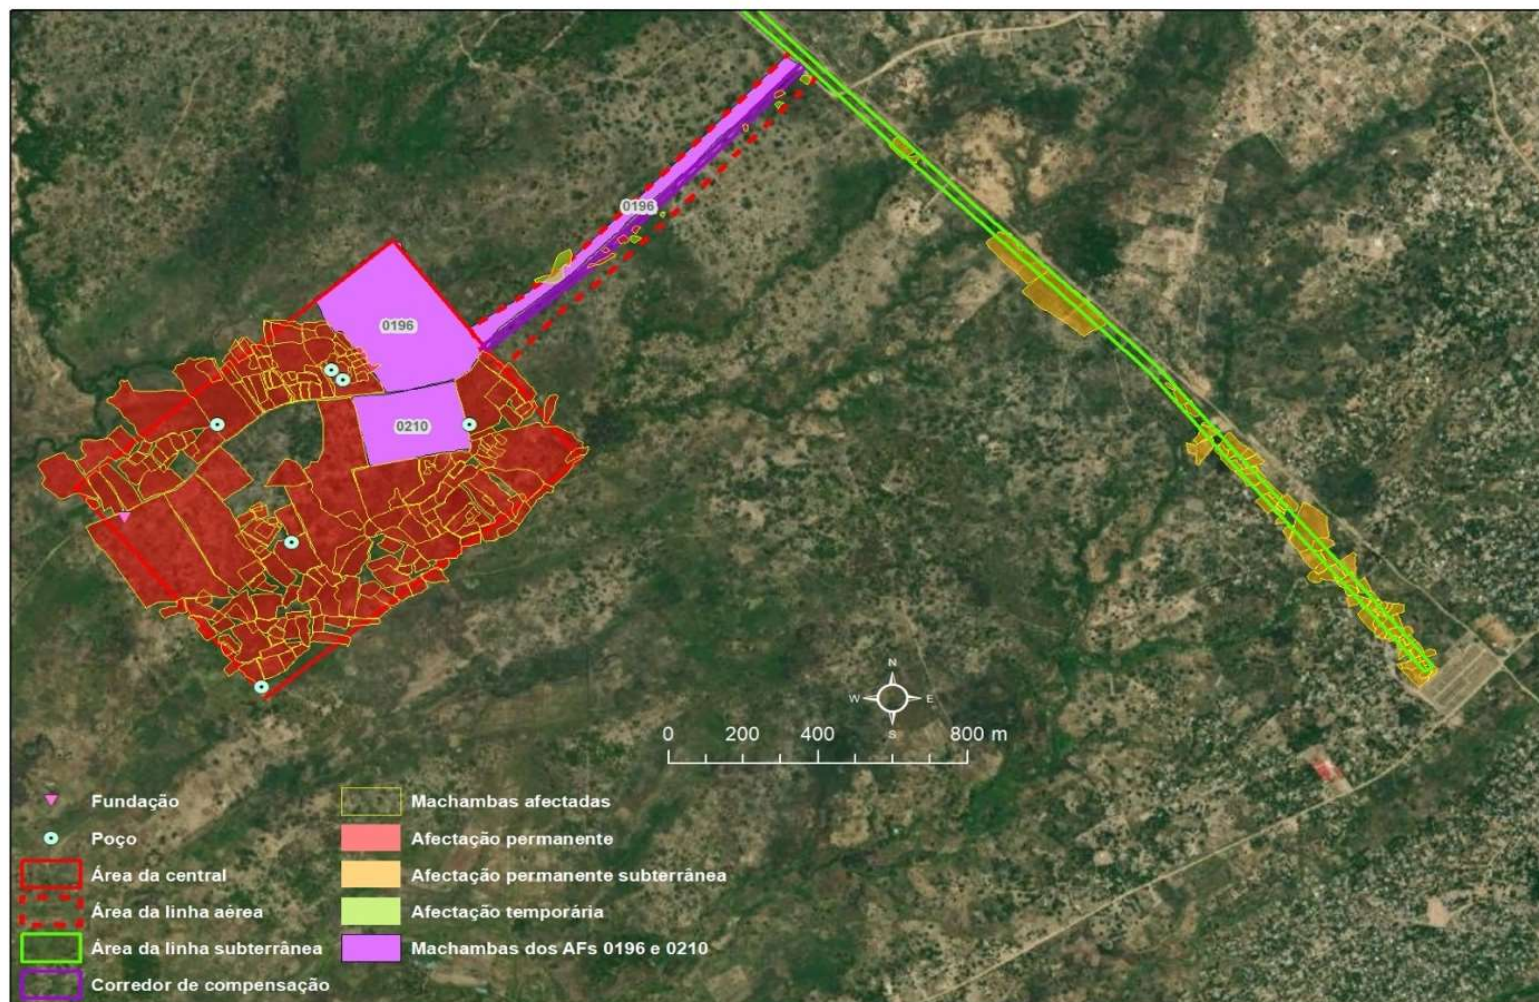 0196
0196
0210
N
W E
S
0 200 400 800 m
Fundação
Poço
Área da central
Área da linha aérea
Área da linha subterrânea
Corredor de compensação
Machambas afectadas
Afectação permanente
Afectação permanente subterrânea
Afectação temporária
Machambas dos AFs 0196 e 0210